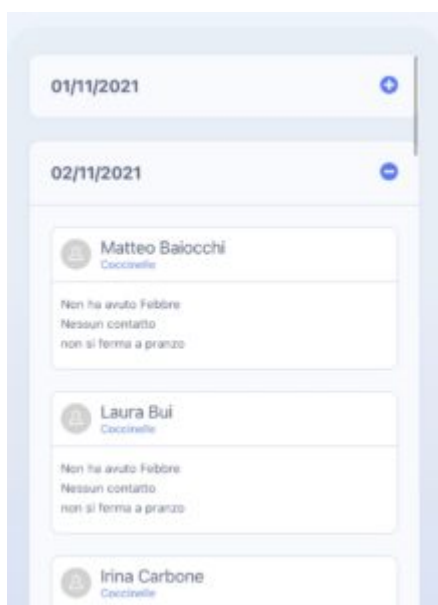 01/11/2021
02/11/2021
Matteo Baiocchi
Coccinelle
Non ha avuto Febbre
Nessun contatto
non si ferma a pranzo
Laura Bui
Coccinelle
Non ha avuto Febbre
Nessun contatto
non si ferma a pranzo
Irina Carbone
Coccinelle